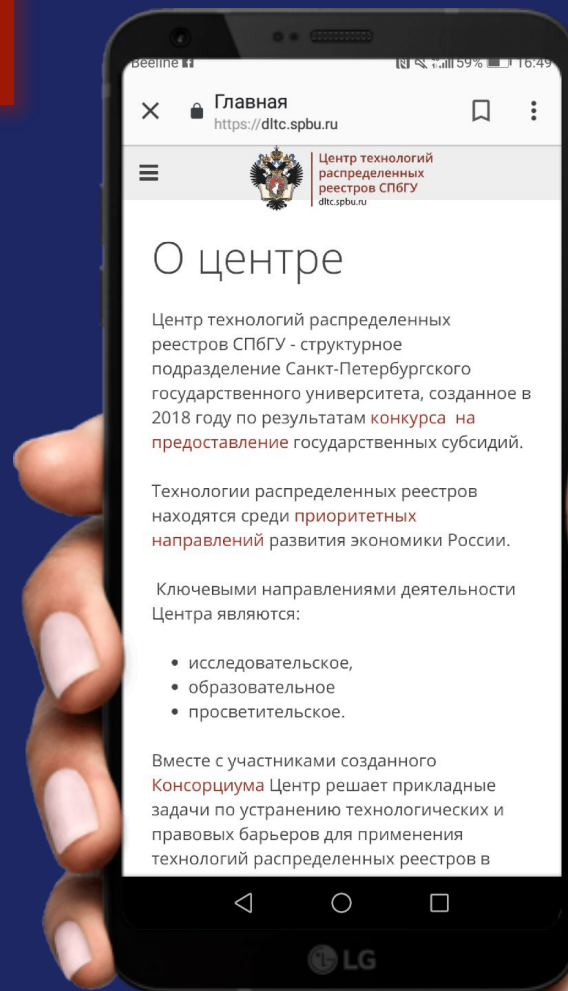 Beeline
59% 16:49
Главная
https://dltc.spbu.ru
Центр технологий
распределенных
реестров СПбГУ
dltc.spbu.ru
О центре
Центр технологий распределенных
реестров СПбГУ - структурное
подразделение Санкт-Петербургского
государственного университета, созданное в
2018 году по результатам конкурса на
предоставление государственных субсидий.
Технологии распределенных реестров
находятся среди приоритетных
направлений развития экономики России.
Ключевыми направлениями деятельности
Центра являются:
• исследовательское,
• образовательное
• просветительское.
Вместе с участниками созданного
Консорциума Центр решает прикладные
задачи по устранению технологических и
правовых барьеров для применения
технологий распределенных реестров в
LG